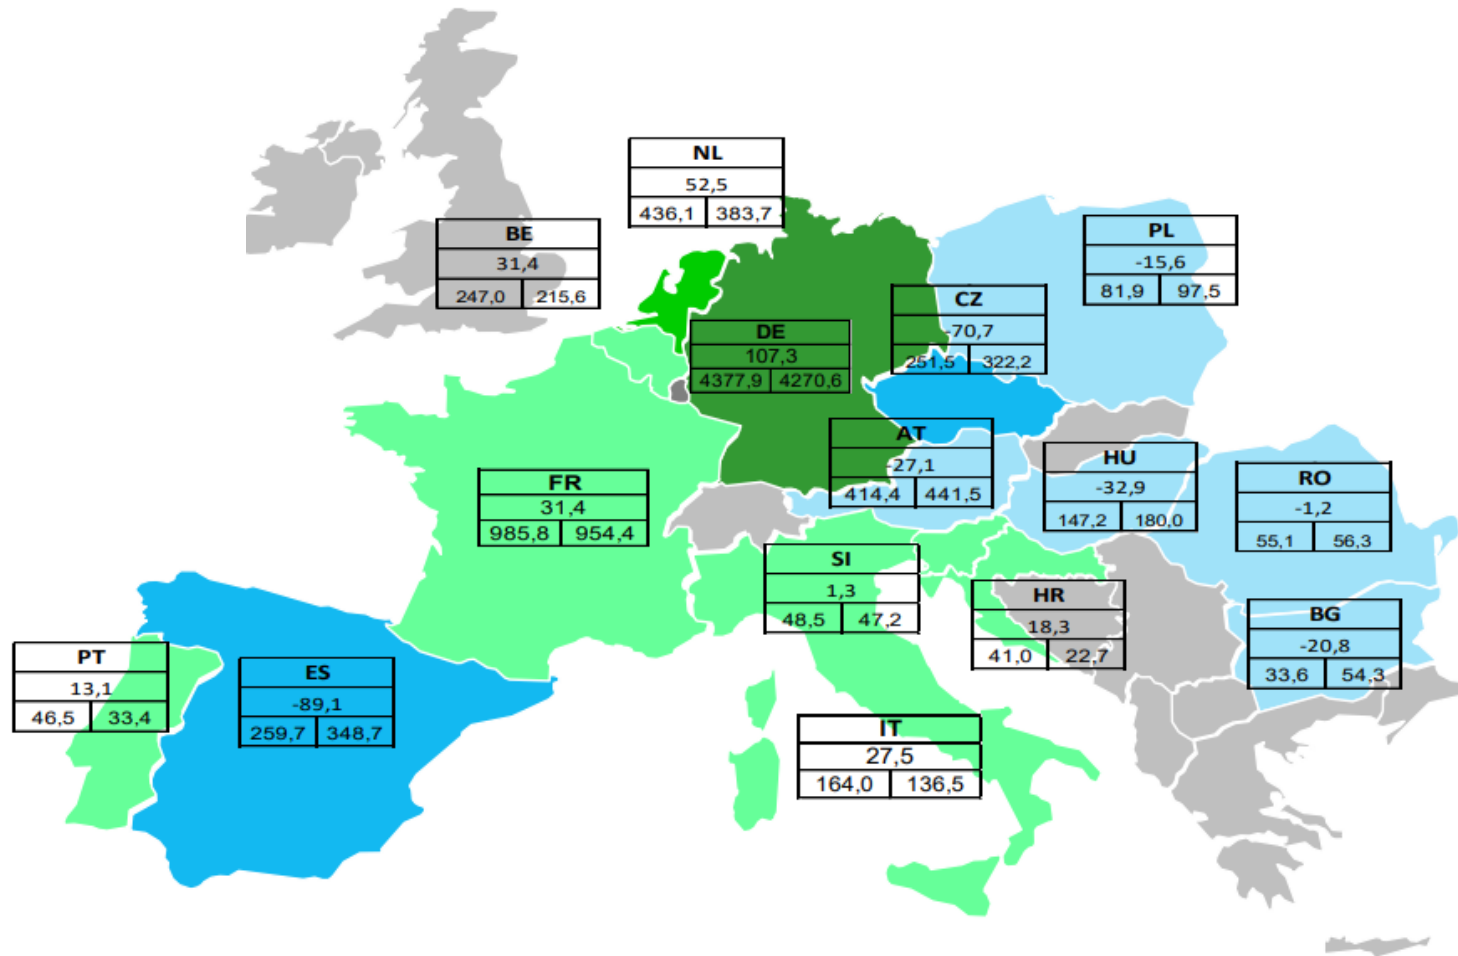 NL
52,5
436,1 383,7
BE
31,4
247,0 215,6
PL
-15,6
81,9 97,5
CZ
-70,7
251,5 322,2
DE
107,3
4377,9 4270,6
AT
-27,1
414,4 441,5
HU
-32,9
147,2 180,0
RO
-1,2
55,1 56,3
FR
31,4
985,8 954,4
SI
1,3
48,5 47,2
HR
18,3
41,0 22,7
BG
-20,8
33,6 54,3
PT
13,1
46,5 33,4
ES
-89,1
259,7 348,7
IT
27,5
164,0 136,5